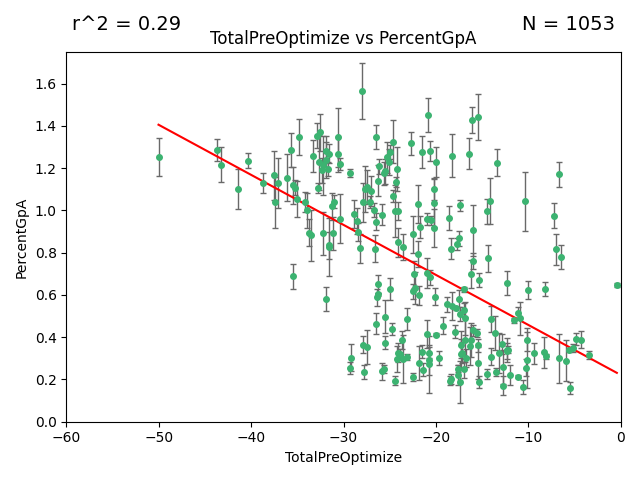 r^2 = 0.29 N = 1053
TotalPreOptimize vs PercentGpA
1.6
1.4
1.2
1.0
0.8
0.6
0.4
0.2
0.0
PercentGpA
−60 −50 −40 −30 −20 −10 0
TotalPreOptimize